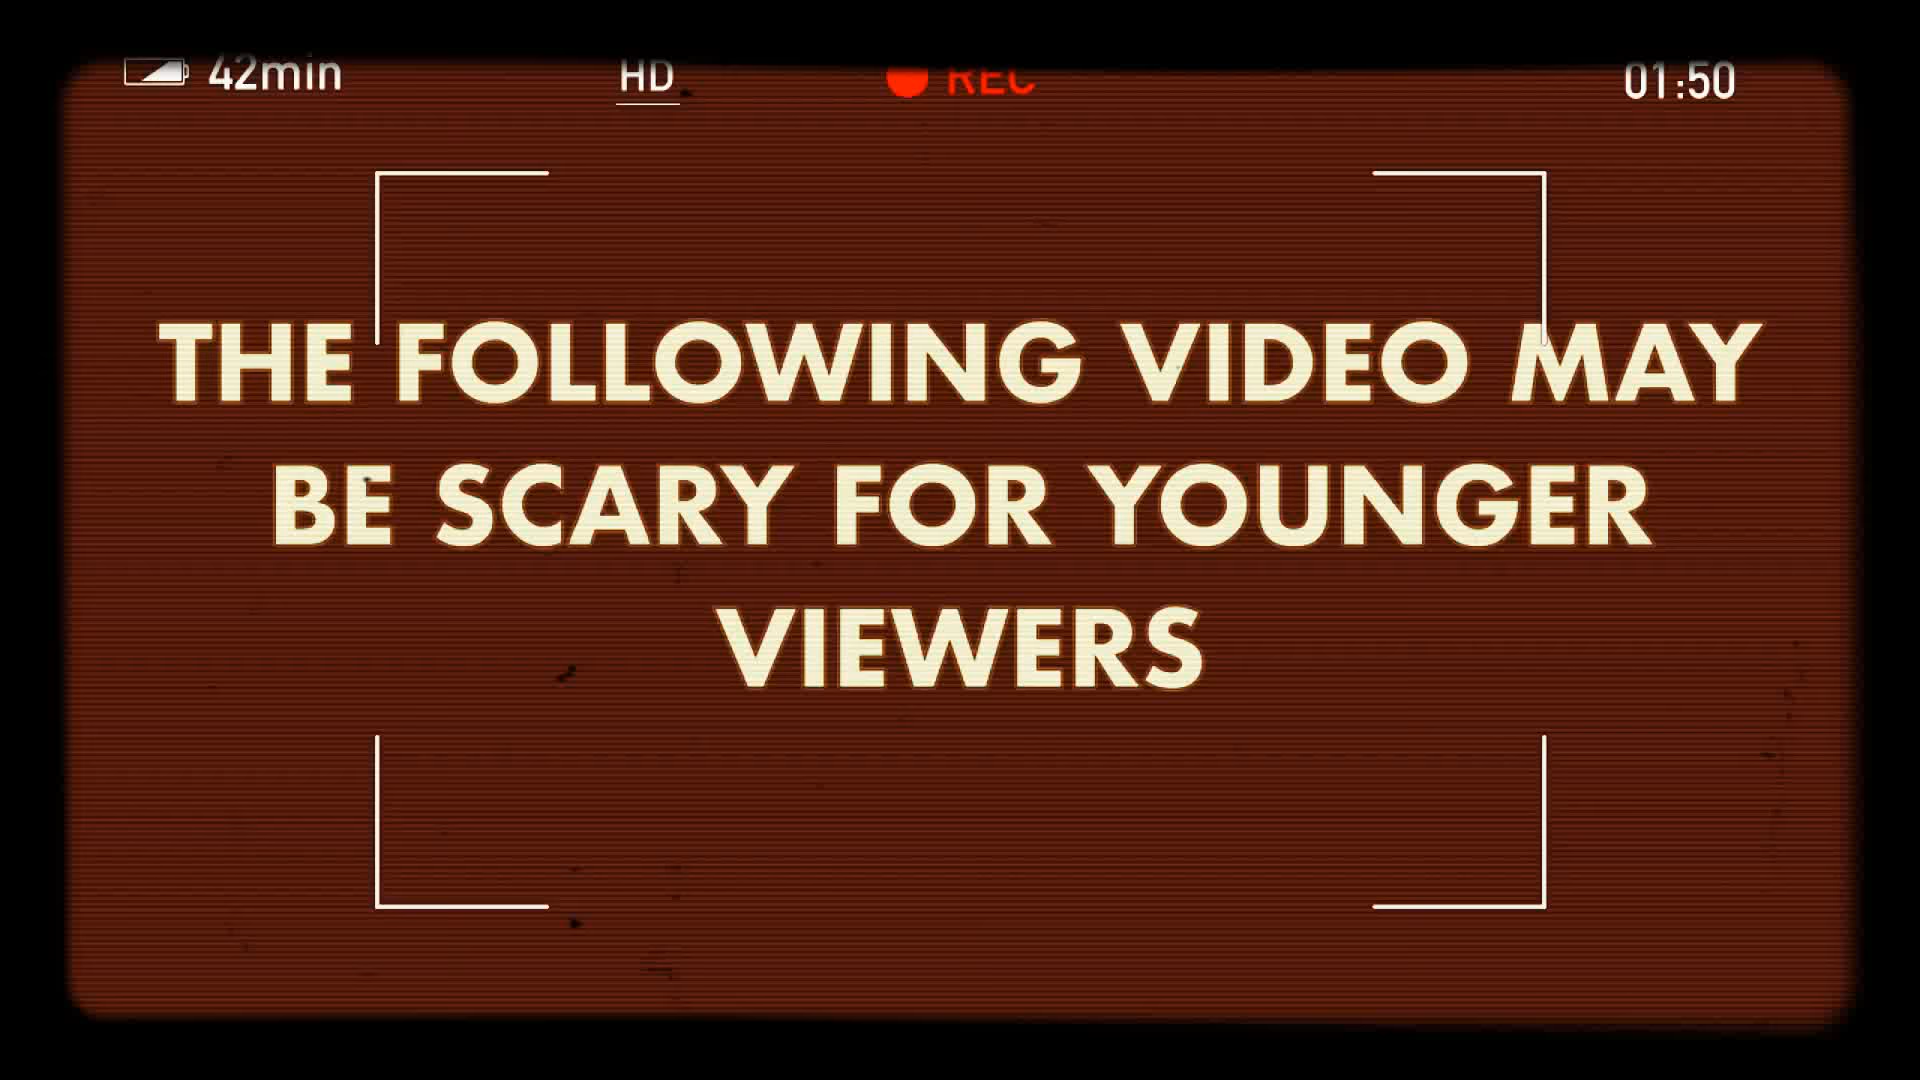 42min HD REC 01:50
THE FOLLOWING VIDEO MAY
BE SCARY FOR YOUNGER
VIEWERS